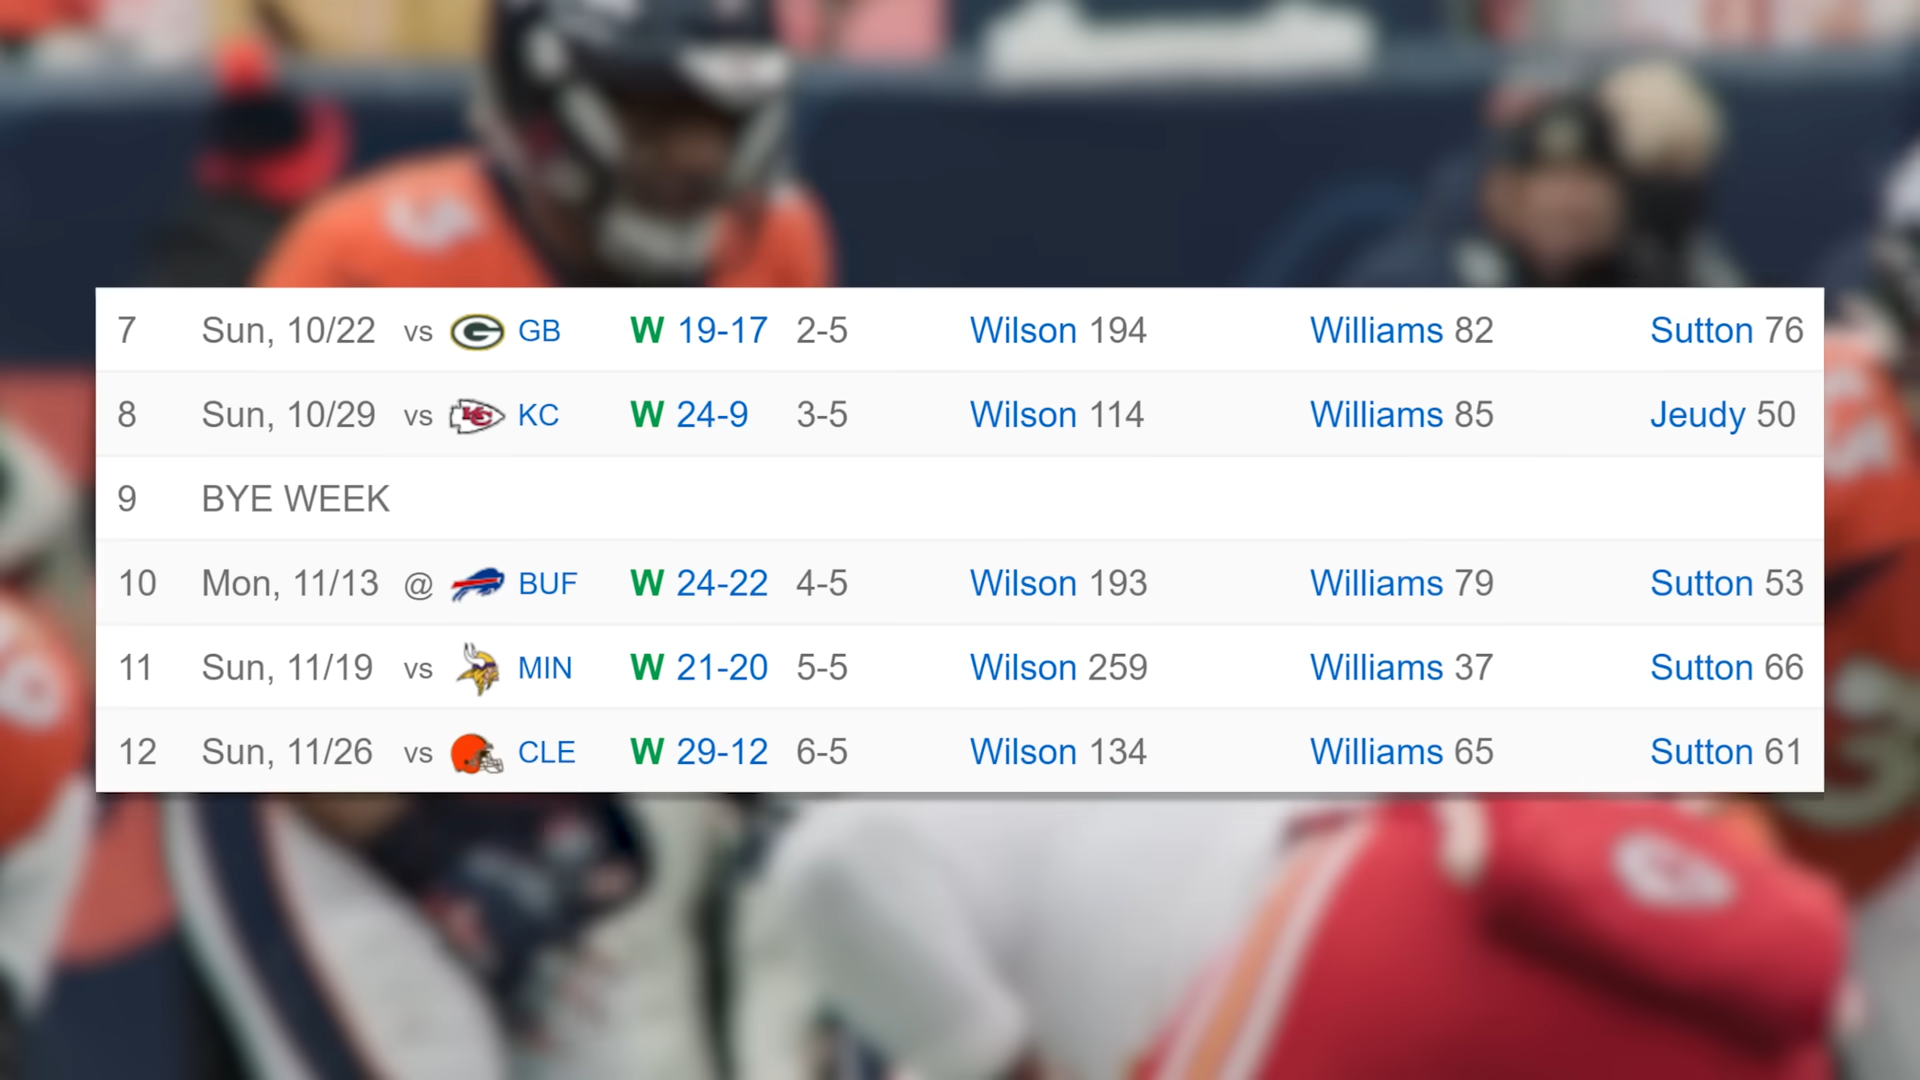 7 Sun, 10/22 vs GB W 19-17 2-5 Wilson 194 Williams 82 Sutton 76
8 Sun, 10/29 vs KC W 24-9 3-5 Wilson 114 Williams 85 Jeudy 50
9 BYE WEEK
10 Mon, 11/13 @ BUF W 24-22 4-5 Wilson 193 Williams 79 Sutton 53
11 Sun, 11/19 vs MIN W 21-20 5-5 Wilson 259 Williams 37 Sutton 66
12 Sun, 11/26 vs CLE W 29-12 6-5 Wilson 134 Williams 65 Sutton 61